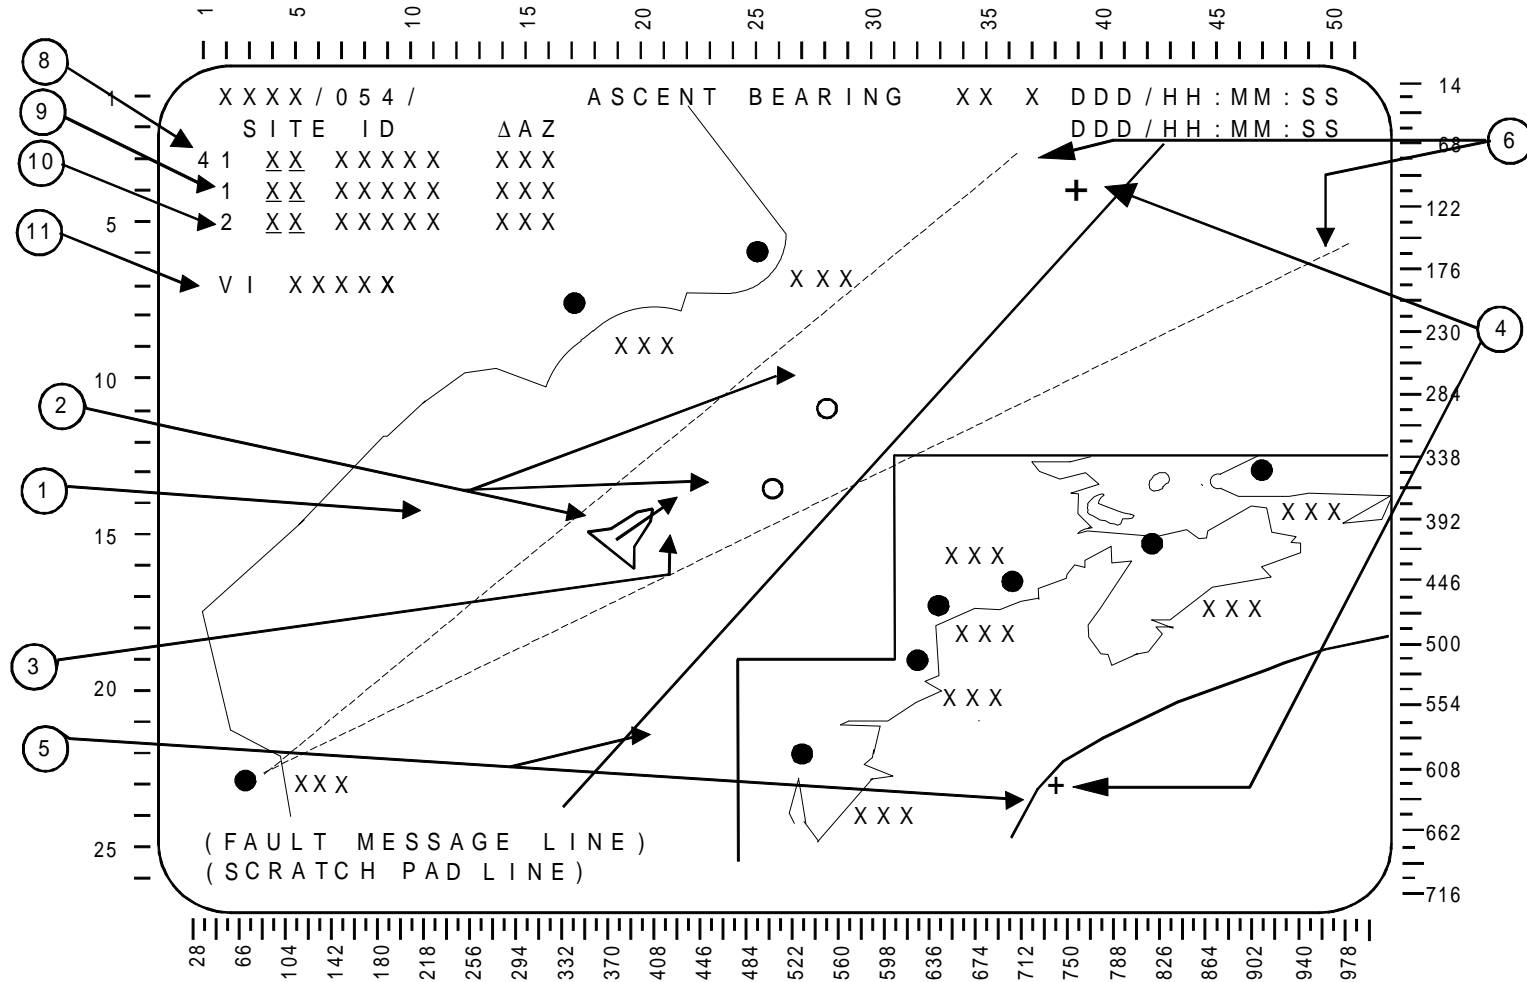 1 5 10 15 20 25 30 35 40 45 50
8
1 XXXX/054/ ASCENT BEARING XX X DDD/HH:MM:SS 14
9
SITE ID ΔAZ DDD/HH:MM:SS 68 6
10 41 XX XXXXX XXX
1 XX XXXXX XXX
5 2 XX XXXXX XXX 122
11
VI XXXXX XXX 176
4
XXX 230
10 284
2
338
1
XXX 392
15
XXX 446
XXX
XXX 500
3
20 XXX 554
5
608
XXX
XXX
(FAULT MESSAGE LINE) 662
25
(SCRATCH PAD LINE)
716
28 66 104 142 180 218 256 294 332 370 408 446 484 522 560 598 636 674 712 750 788 826 864 902 940 978